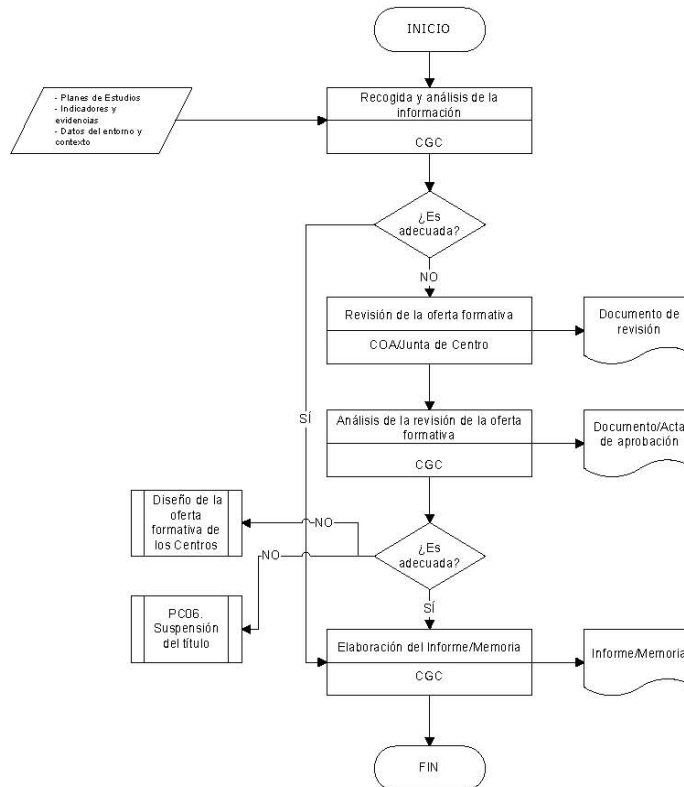 INICIO
- Planes de Estudios
- Indicadores y
evidencias
- Datos del entorno y
contexto
Recogida y análisis de la
información
CGC
¿Es
adecuada?
NO
Revisión de la oferta formativa
COA/Junta de Centro
Documento de
revisión
SÍ
Análisis de la revisión de la oferta
formativa
CGC
Documento/Acta
de aprobación
Diseño de la
oferta
formativa de
los Centros
NO
NO
¿Es
adecuada?
SÍ
PC06.
Suspensión
del título
Elaboración del Informe/Memoria
CGC
Informe/Memoria
FIN